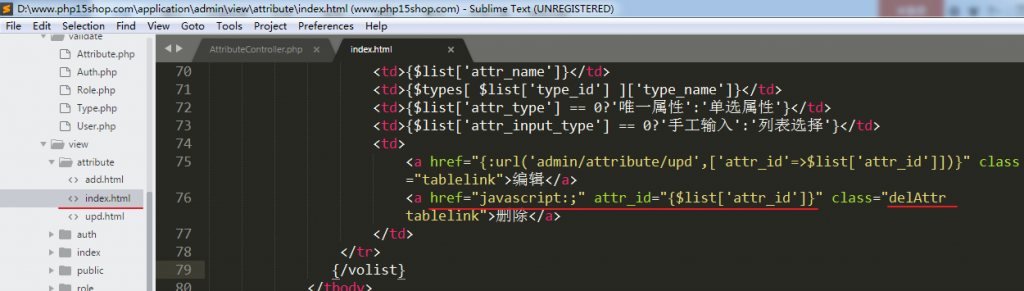 D:\www.php15shop.com\application\admin\view\attribute\index.html (www.php15shop.com) - Sublime Text (UNREGISTERED)
File Edit Selection Find View Goto Tools Project Preferences Help
validate
Attribute.php
Auth.php
Role.php
Type.php
User.php
view
attribute
add.html
index.html
upd.html
auth
index
public
role
AttributeController.php × index.html ×
70 <td>{$list['attr_name']}</td>
71 <td>{$types[ $list['type_id'] ]['type_name']}</td>
72 <td>{$list['attr_type'] == 0?'唯一属性':'单选属性'}</td>
73 <td>{$list['attr_input_type'] == 0?'手工输入':'列表选择'}</td>
74 <td>
75 <a href="{:url('admin/attribute/upd',['attr_id'=>$list['attr_id']])}" class
="tablelink">编辑</a>
76 <a href="javascript:;" attr_id="{$list['attr_id']}" class="delAttr
tablelink">删除</a>
77 </td>
78 </tr>
79 {/volist}
80 </tbody>